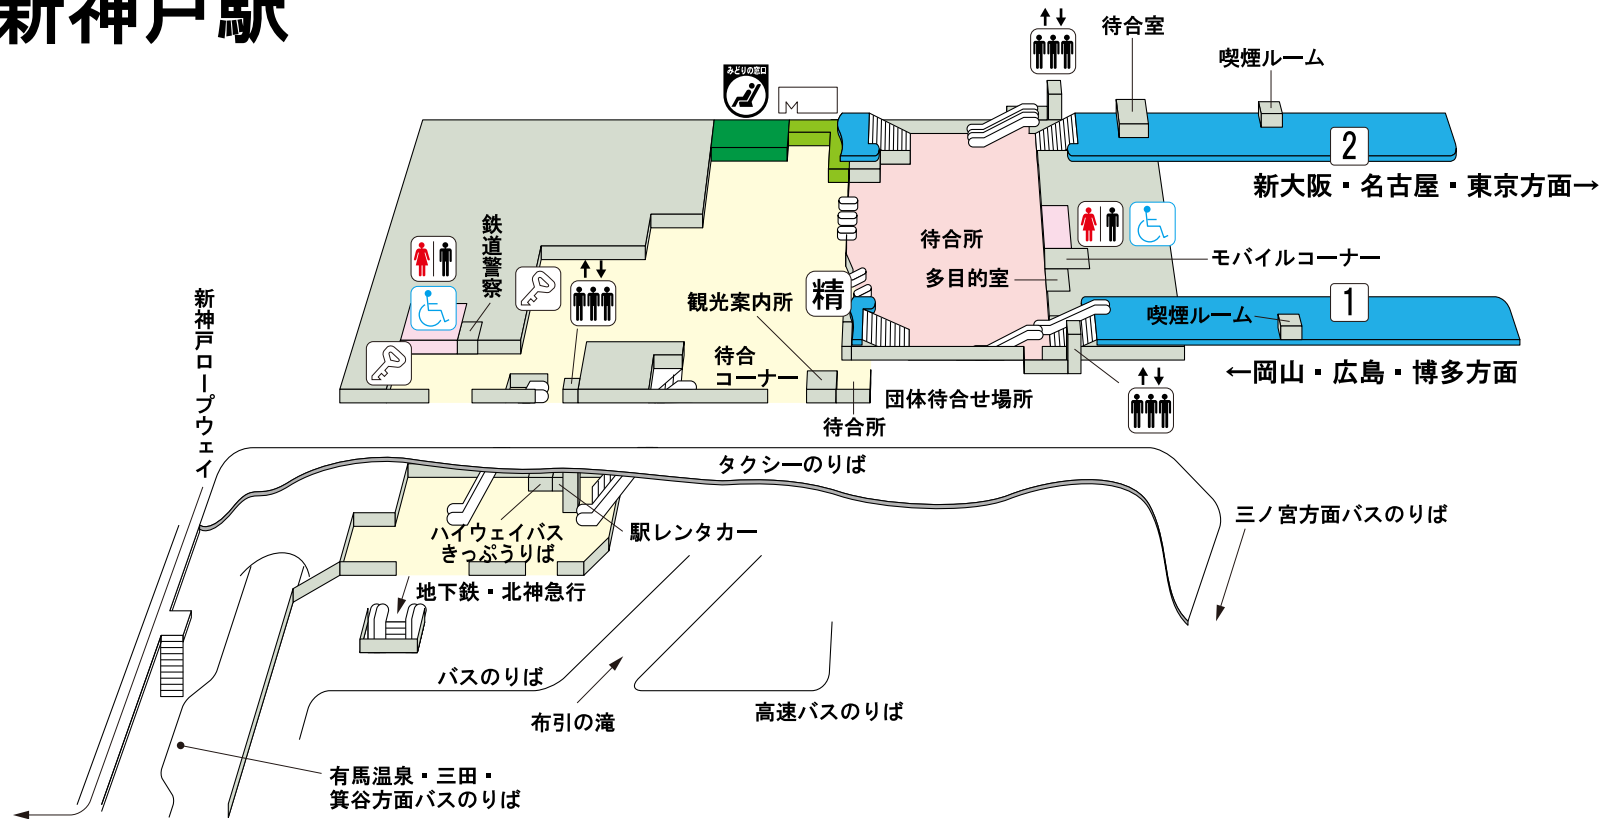 新神戸駅
みどりの窓口
M
待合室
喫煙ルーム
2
新大阪・名古屋・東京方面→
鉄道警察
待合所
多目的室
モバイルコーナー
精
観光案内所
喫煙ルーム
1
←岡山・広島・博多方面
待合
コーナー
団体待合せ場所
待合所
新神戸ロープウェイ
タクシーのりば
ハイウェイバス
きっぷうりば
駅レンタカー
三ノ宮方面バスのりば
地下鉄・北神急行
バスのりば
布引の滝
高速バスのりば
有馬温泉・三田・
箕谷方面バスのりば